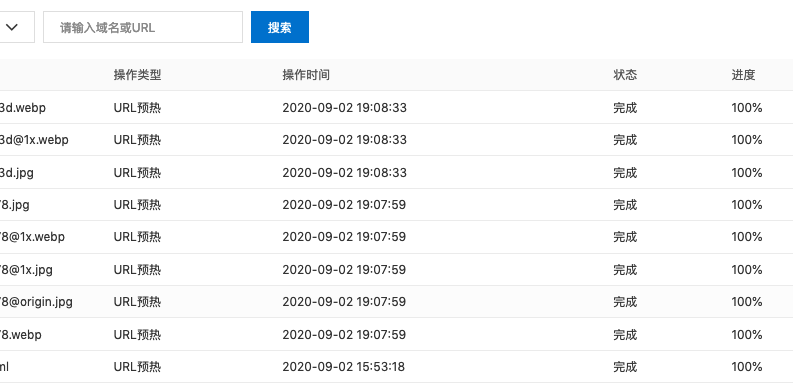 请输入域名或URL 搜索
操作类型 操作时间 状态 进度
3d.webp URL预热 2020-09-02 19:08:33 完成 100%
3d@1x.webp URL预热 2020-09-02 19:08:33 完成 100%
3d.jpg URL预热 2020-09-02 19:08:33 完成 100%
8.jpg URL预热 2020-09-02 19:07:59 完成 100%
8@1x.webp URL预热 2020-09-02 19:07:59 完成 100%
8@1x.jpg URL预热 2020-09-02 19:07:59 完成 100%
8@origin.jpg URL预热 2020-09-02 19:07:59 完成 100%
8.webp URL预热 2020-09-02 19:07:59 完成 100%
ml URL预热 2020-09-02 15:53:18 完成 100%